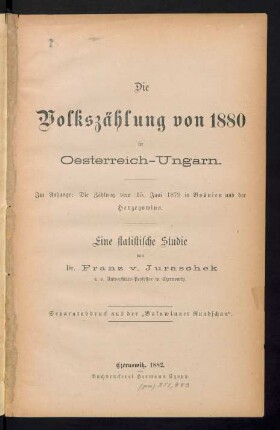 Die
Volkszählung von 1880
in
Oesterreich-Ungarn.
Im Anhange: Die Zählung vom 15. Juni 1879 in Bosnien und der
Herzegowina.
Eine statistische Studie
von
Dr. Franz v. Juraschek
k. k. Universitäts-Professor in Czernowitz.
Separatabdruck aus der „Bukowinaer Rundschau“.
Czernowitz, 1882.
Buchdruckerei Hermann Czopp